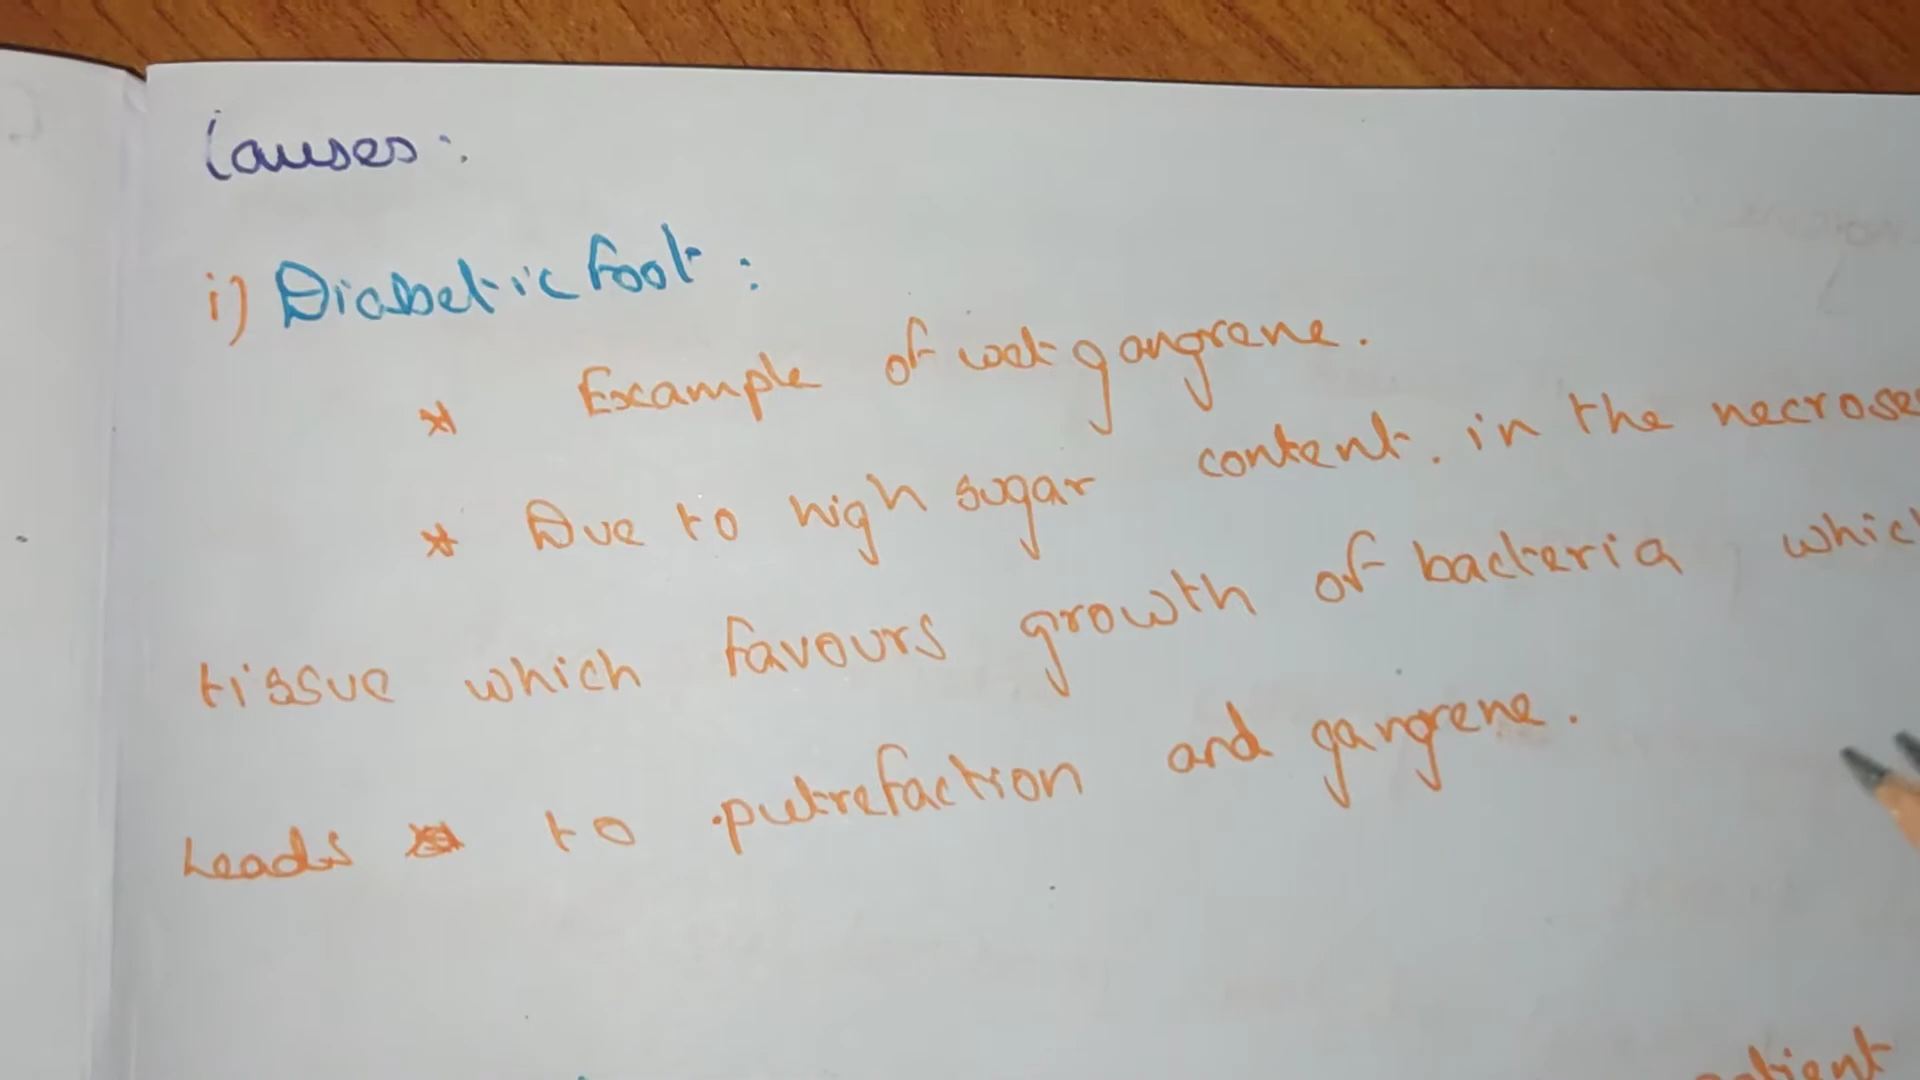 Causes :.
i) Diabetic foot :
* Example of wet gangrene.
* Due to high sugar content. in the necrose
tissue which favours growth of bacteria which
Leads to putrefaction and gangrene.
patient